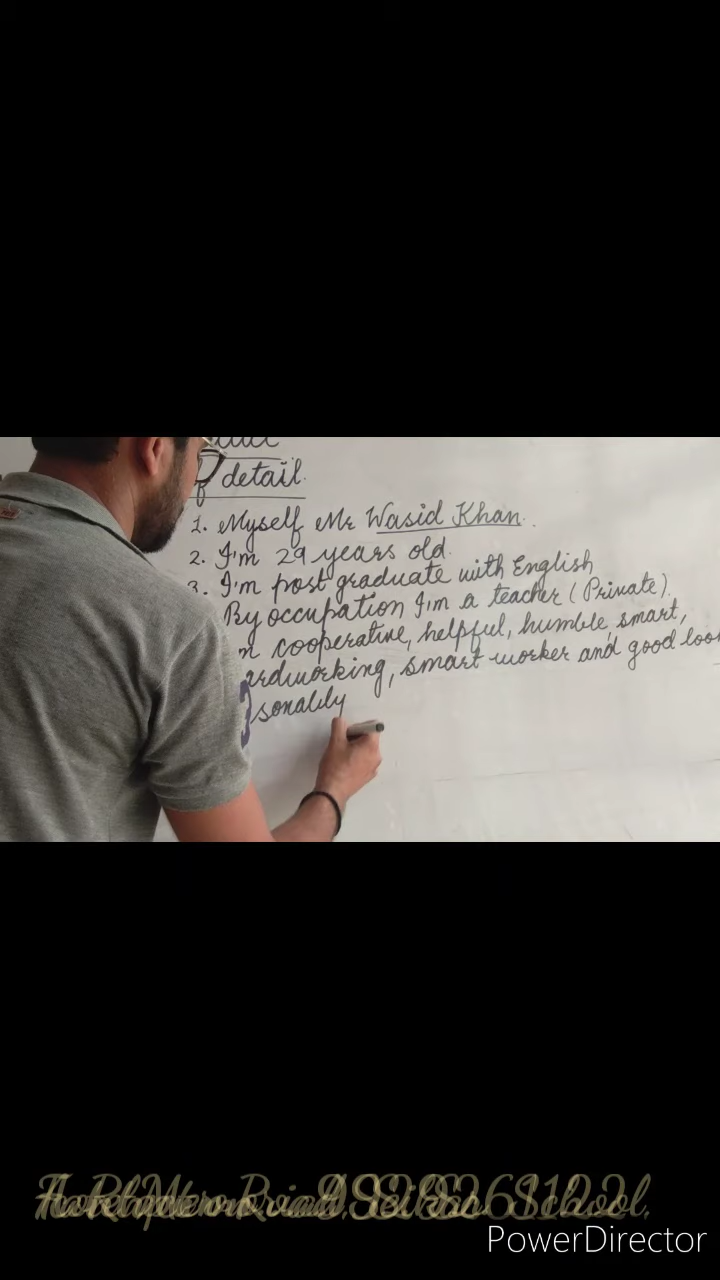 detail.
1. Myself Mr Wasid Khan.
2. I'm 29 years old.
3. I'm post graduate with English
By occupation I'm a teacher (Private).
cooperative, helpful, humble, smart,
ardworking, smart worker and good loo
sonality
PowerDirector